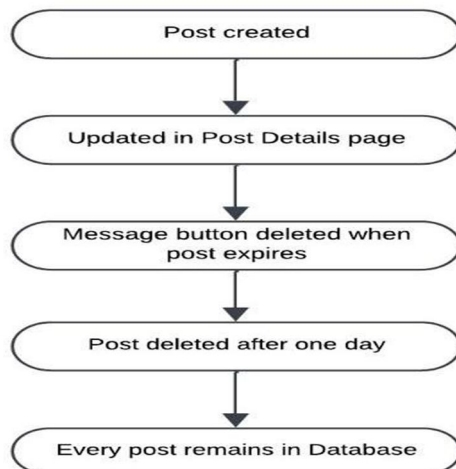 Post created
Updated in Post Details page
Message button deleted when
post expires
Post deleted after one day
Every post remains in Database